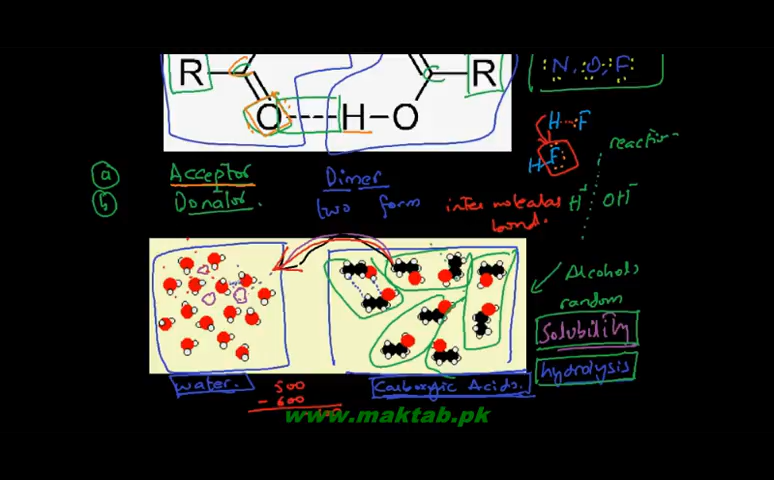 R
R
O---H-O
N O F
H F
H F
reaction
a Acceptor
b Donator.
Dimer
two form
inter molecular
bond.
H+ OH-
Alcohols
random
Solubility
hydrolysis
water.
Carboxylic Acids.
500
- 600
www.maktab.pk